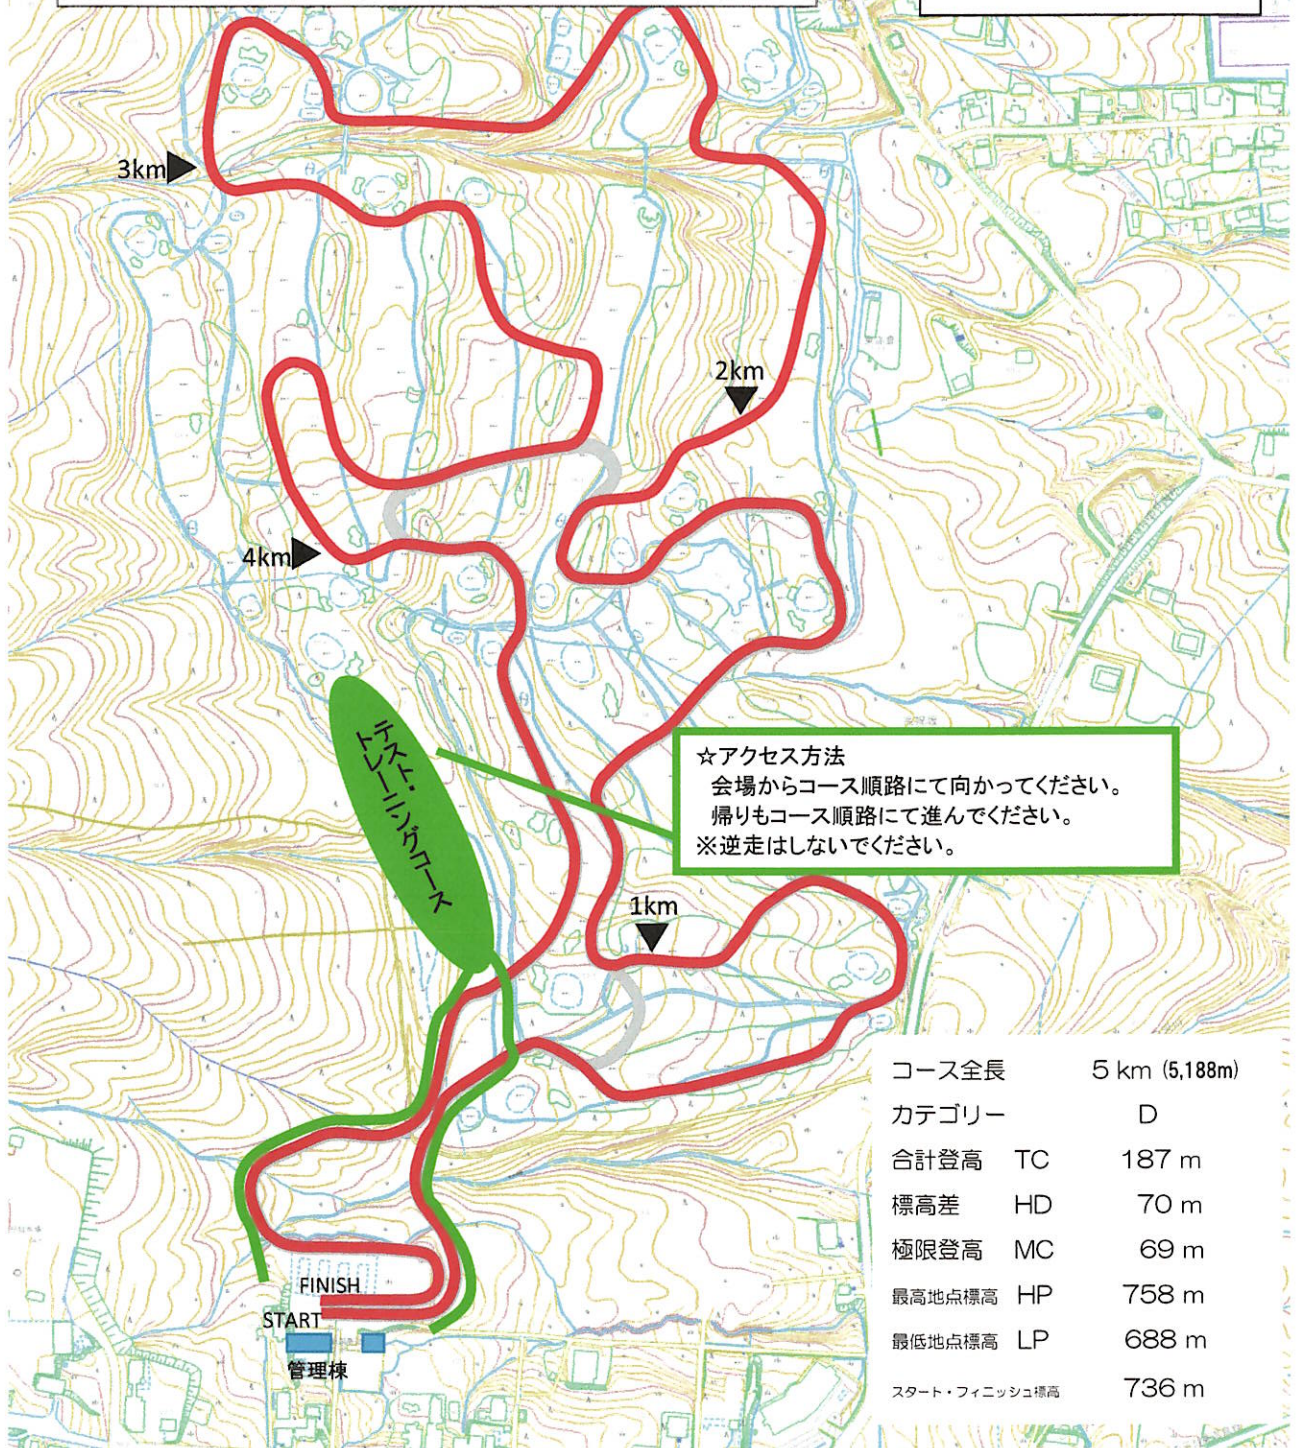 3km
2km
4km
テスト・
トレーニングコース
☆アクセス方法
会場からコース順路にて向かってください。
帰りもコース順路にて進んでください。
※逆走はしないでください。
1km
コース全長 5 km (5,188m)
カテゴリー D
合計登高 TC 187 m
標高差 HD 70 m
極限登高 MC 69 m
最高地点標高 HP 758 m
最低地点標高 LP 688 m
スタート・フィニッシュ標高 736 m
FINISH
START
管理棟